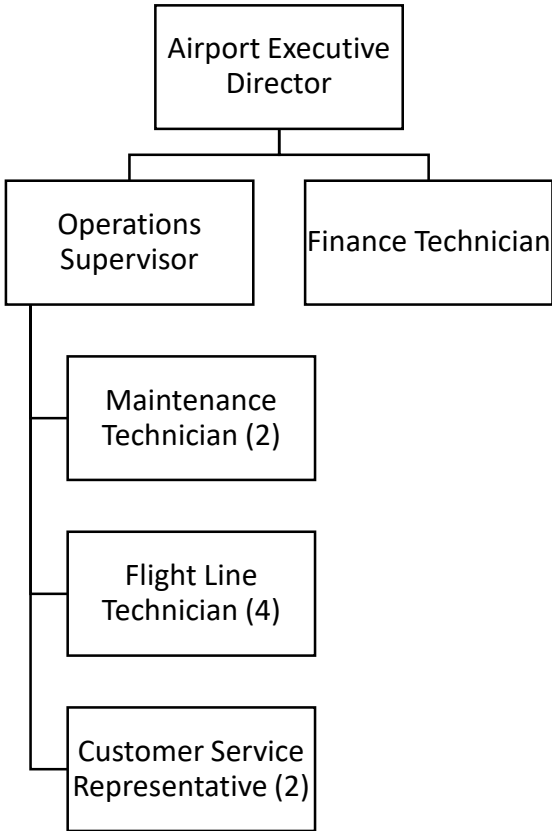 Airport Executive
Director
Operations
Supervisor
Finance Technician
Maintenance
Technician (2)
Flight Line
Technician (4)
Customer Service
Representative (2)